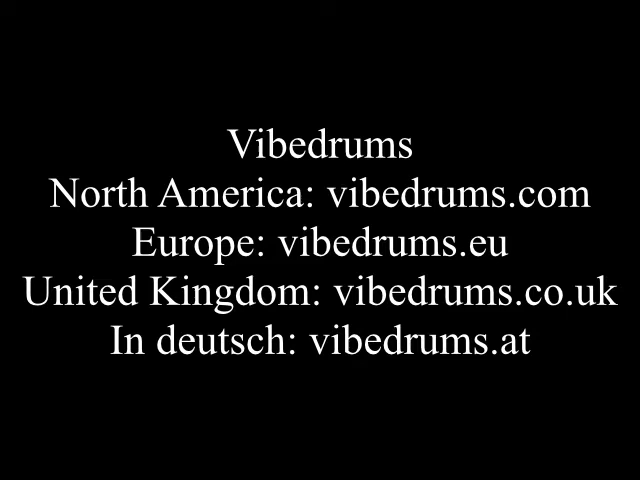 Vibedrums
North America: vibedrums.com
Europe: vibedrums.eu
United Kingdom: vibedrums.co.uk
In deutsch: vibedrums.at